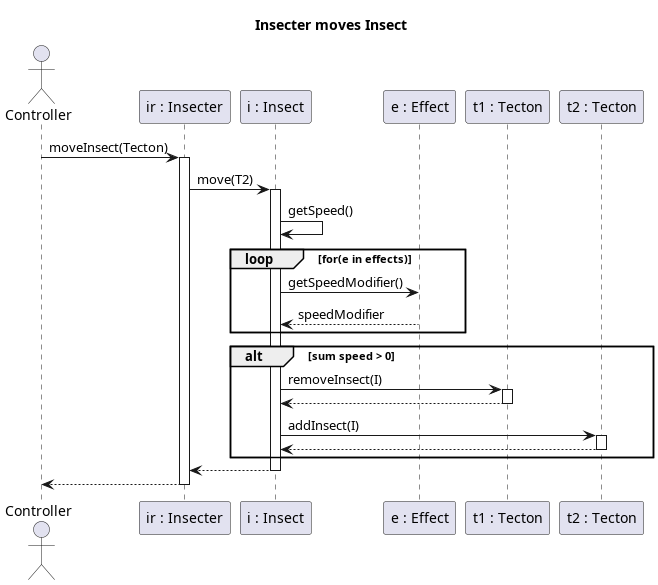 Insecter moves Insect
Controller
ir : Insecter
i : Insect
e : Effect
t1 : Tecton
t2 : Tecton
moveInsect(Tecton)
move(T2)
getSpeed()
loop
[for(e in effects)]
getSpeedModifier()
speedModifier
alt
[sum speed > 0]
removeInsect(I)
addInsect(I)
Controller
ir : Insecter
i : Insect
e : Effect
t1 : Tecton
t2 : Tecton